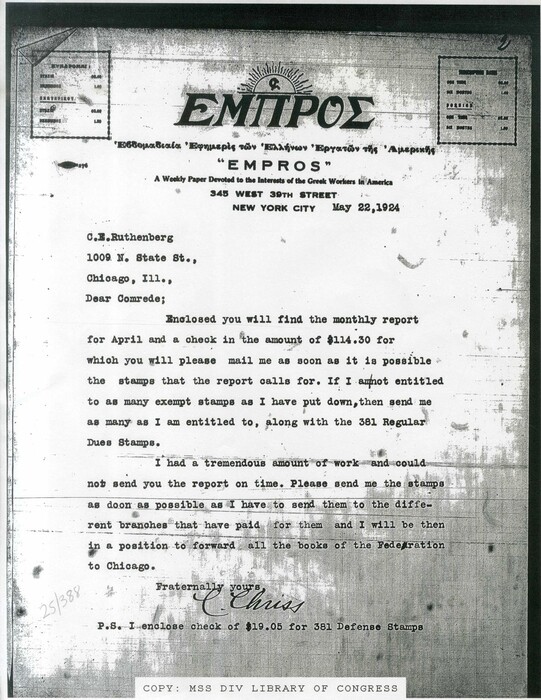 ΕΜΠΡΟΣ
Ἑβδομαδιαία Ἐφημερὶς τῶν Ἑλλήνων Ἐργατῶν τῆς Ἀμερικῆς
"EMPROS"
A Weekly Paper Devoted to the Interests of the Greek Workers in America
345 WEST 39TH STREET
NEW YORK CITY May 22,1924
C.E.Ruthenberg
1009 N. State St.,
Chicago, Ill.,
Dear Comrede;
Enclosed you will find the monthly report
for April and a check in the amount of $114.30 for
which you will please mail me as soon as it is possible
the stamps that the report calls for. If I amnot entitled
to as many exempt stamps as I have put down,then send me
as many as I am entitled to, along with the 381 Regular
Dues Stamps.
I had a tremendous amount of work and could
not send you the report on time. Please send me the stamps
as doon as possible as I have to send them to the diffe-
rent branches that have paid for them and I will be then
in a position to forward all the books of the Federation
to Chicago.
Fraternally yours,
C. Chriss
P.S. I enclose check of $19.05 for 381 Defense Stamps
25/388
COPY: MSS DIV LIBRARY OF CONGRESS